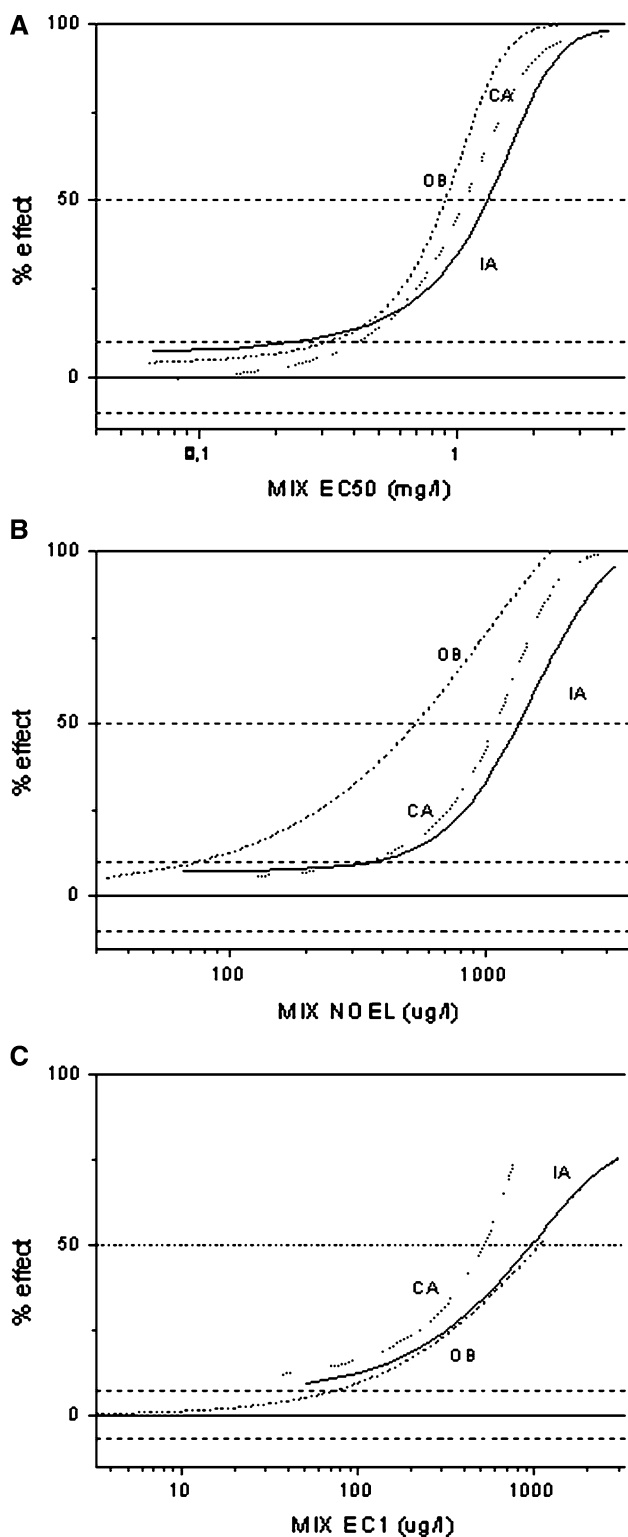 A
100
CA
OB
50
IA
0
% effect
0,1
1
MIX EC50 (mg/l)
B
100
OB
IA
50
CA
0
% effect
100
1000
MIX NOEL (ug/l)
C
100
IA
50
CA
OB
0
% effect
10
100
1000
MIX EC1 (ug/l)